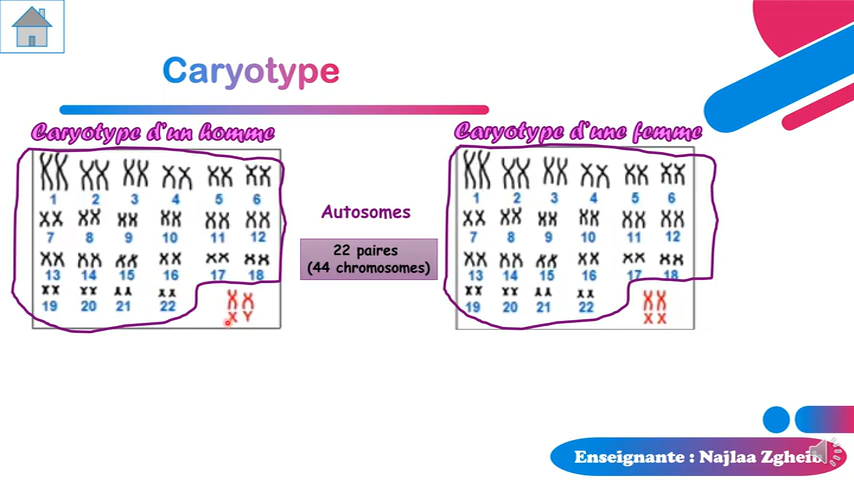 Caryotype
Caryotype d'un homme
1 2 3 4 5 6
7 8 9 10 11 12
13 14 15 16 17 18
19 20 21 22 X Y
Autosomes
22 paires
(44 chromosomes)
Caryotype d'une femme
1 2 3 4 5 6
7 8 9 10 11 12
13 14 15 16 17 18
19 20 21 22 X X
Enseignante : Najlaa Zgheib